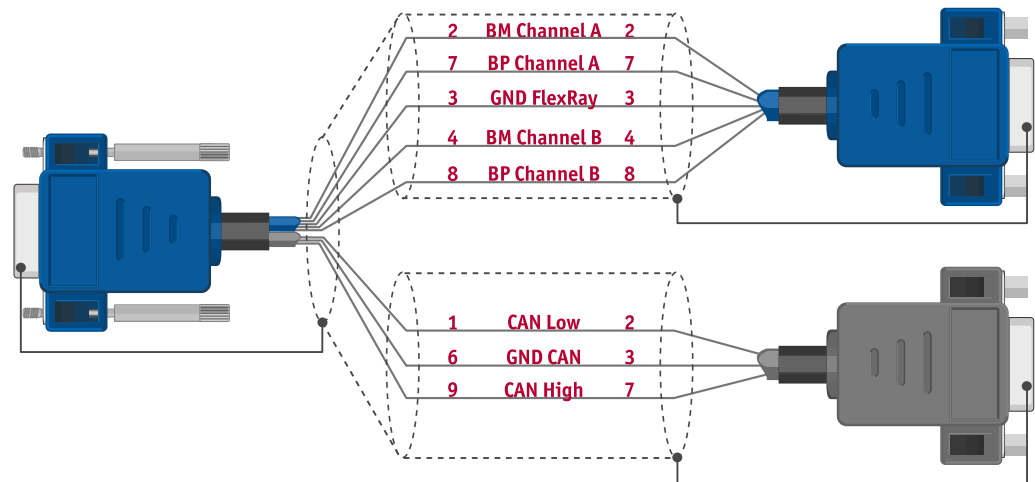 2 BM Channel A 2
7 BP Channel A 7
3 GND FlexRay 3
4 BM Channel B 4
8 BP Channel B 8
1 CAN Low 2
6 GND CAN 3
9 CAN High 7